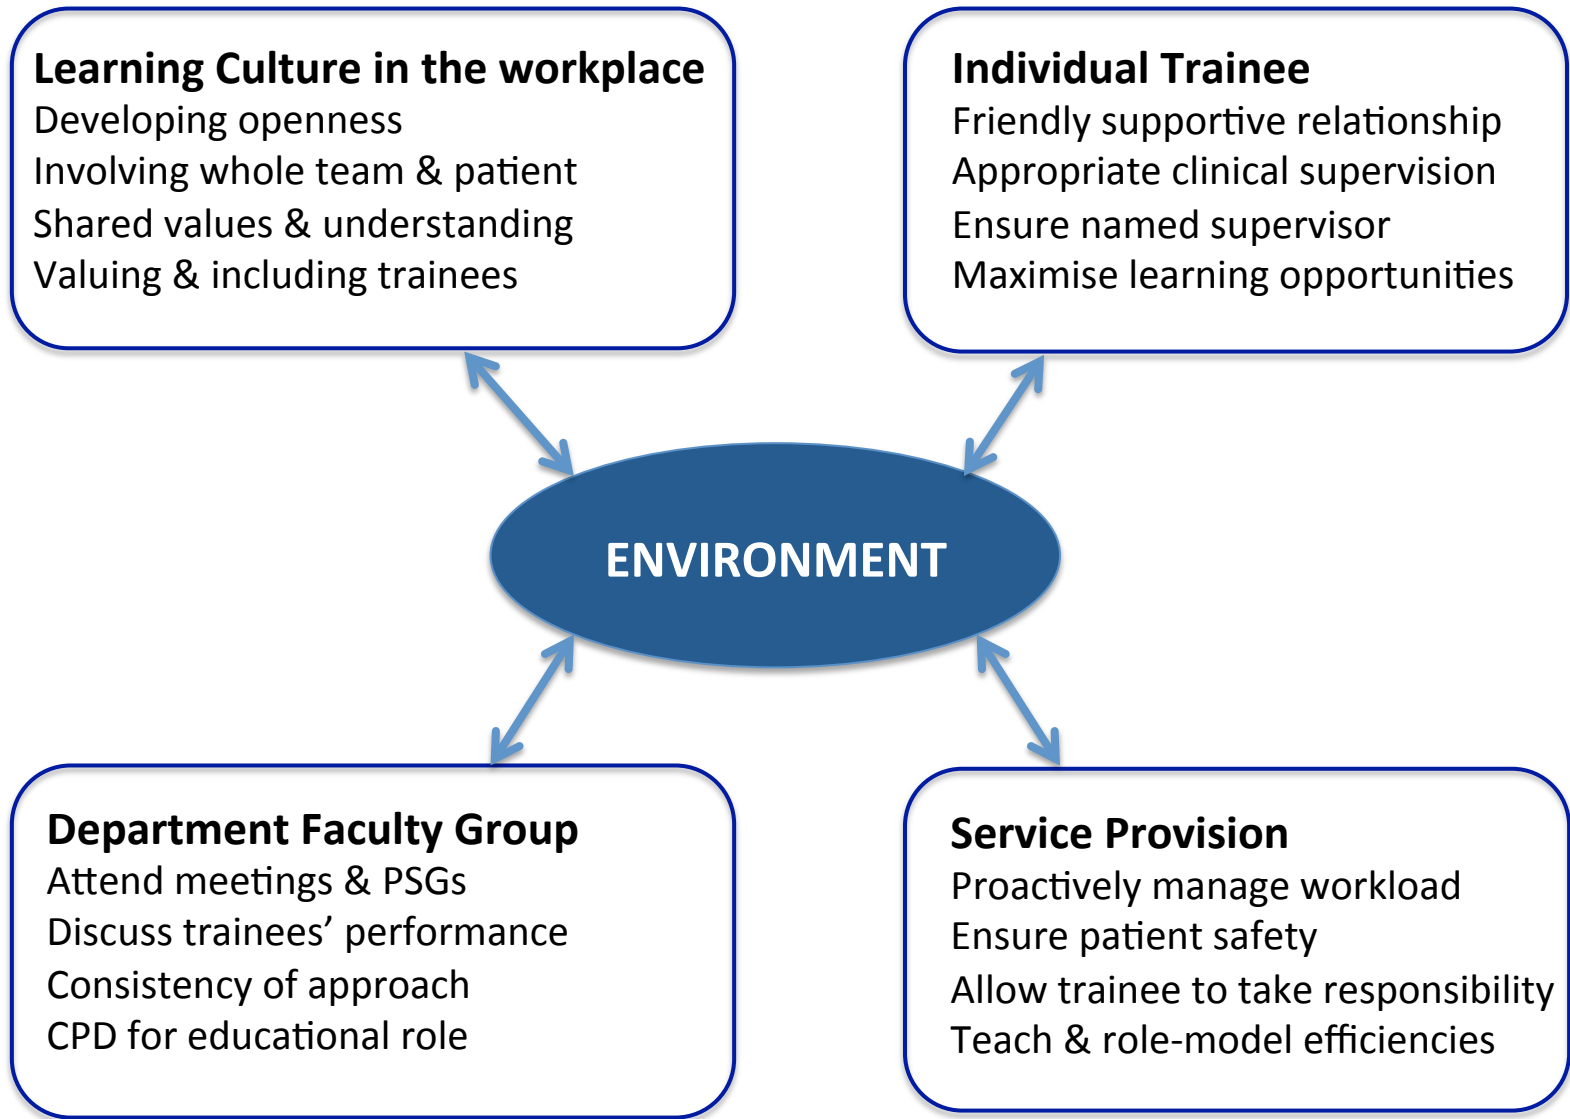 Learning Culture in the workplace
Developing openness
Involving whole team & patient
Shared values & understanding
Valuing & including trainees
Individual Trainee
Friendly supportive relationship
Appropriate clinical supervision
Ensure named supervisor
Maximise learning opportunities
ENVIRONMENT
Department Faculty Group
Attend meetings & PSGs
Discuss trainees’ performance
Consistency of approach
CPD for educational role
Service Provision
Proactively manage workload
Ensure patient safety
Allow trainee to take responsibility
Teach & role-model efficiencies